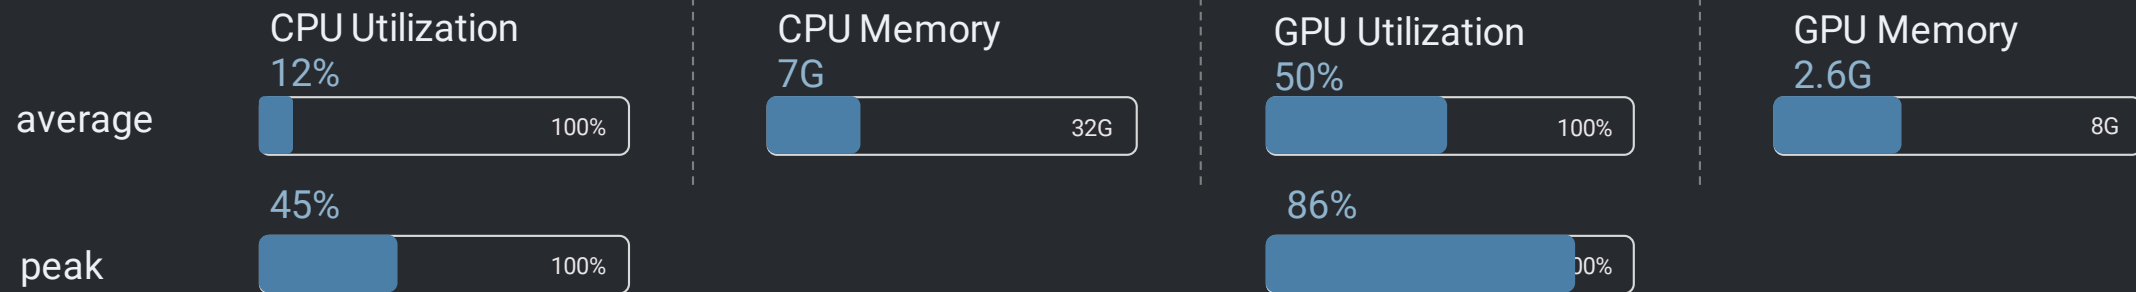 CPU Utilization
CPU Memory
GPU Utilization
GPU Memory
12%
7G
50%
2.6G
average
100%
32G
100%
8G
45%
86%
peak
100%
00%